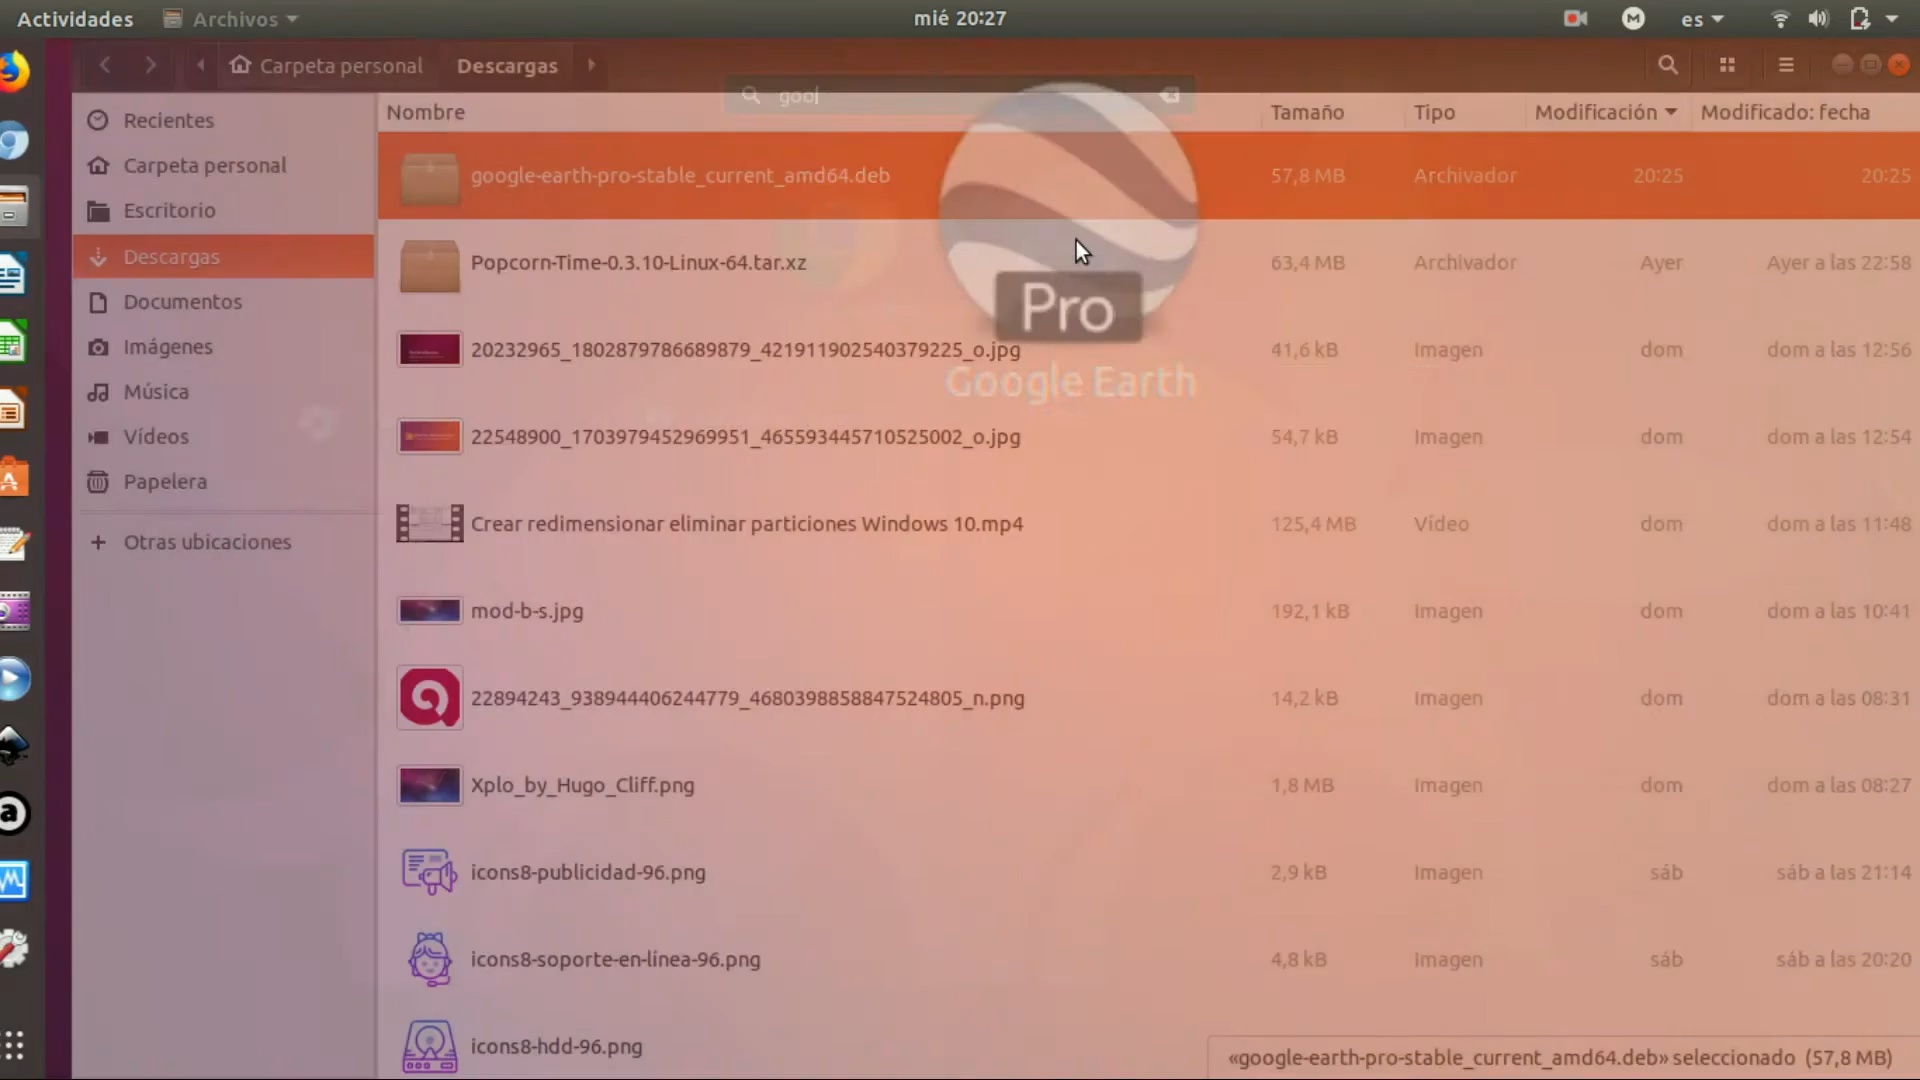 Actividades Archivos mié 20:27 es
Carpeta personal Descargas
gool
Nombre Tamaño Tipo Modificación Modificado: fecha
Recientes
Carpeta personal
Escritorio
Descargas
Documentos
Imágenes
Música
Vídeos
Papelera
Otras ubicaciones
google-earth-pro-stable_current_amd64.deb 57,8 MB Archivador 20:25 20:25
Popcorn-Time-0.3.10-Linux-64.tar.xz 63,4 MB Archivador Ayer Ayer a las 22:58
20232965_1802879786689879_421911902540379225_o.jpg 41,6 kB Imagen dom dom a las 12:56
22548900_1703979452969951_465593445710525002_o.jpg 54,7 kB Imagen dom dom a las 12:54
Crear redimensionar eliminar particiones Windows 10.mp4 125,4 MB Vídeo dom dom a las 11:48
mod-b-s.jpg 192,1 kB Imagen dom dom a las 10:41
22894243_938944406244779_4680398858847524805_n.png 14,2 kB Imagen dom dom a las 08:31
Xplo_by_Hugo_Cliff.png 1,8 MB Imagen dom dom a las 08:27
icons8-publicidad-96.png 2,9 kB Imagen sáb sáb a las 21:14
icons8-soporte-en-línea-96.png 4,8 kB Imagen sáb sáb a las 20:20
icons8-hdd-96.png
Pro
Google Earth
«google-earth-pro-stable_current_amd64.deb» seleccionado (57,8 MB)